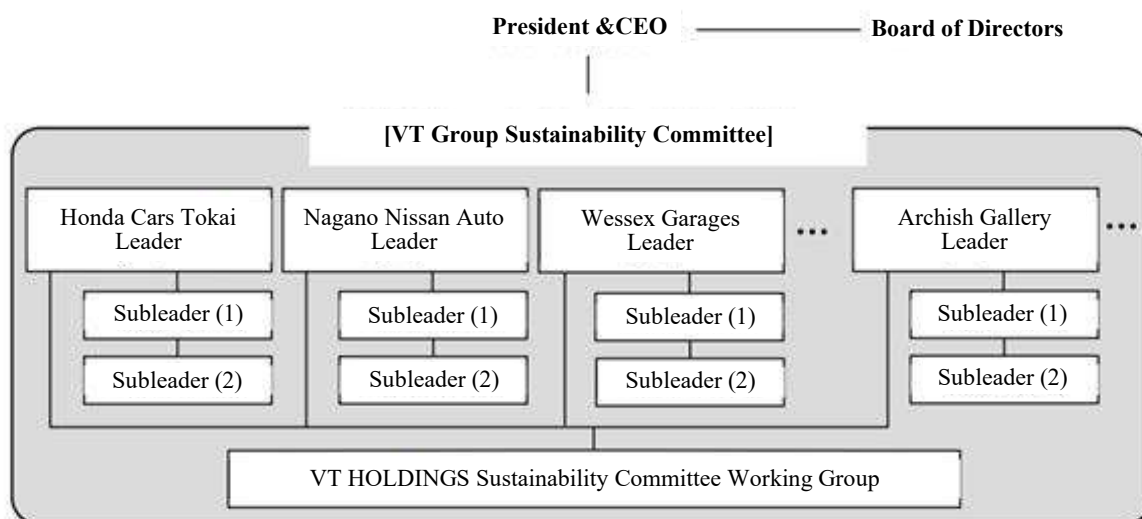 President &CEO
Board of Directors
[VT Group Sustainability Committee]
Honda Cars Tokai
Leader
Subleader (1)
Subleader (2)
Nagano Nissan Auto
Leader
Subleader (1)
Subleader (2)
Wessex Garages
Leader
Subleader (1)
Subleader (2)
•••
Archish Gallery
Leader
Subleader (1)
Subleader (2)
•••
VT HOLDINGS Sustainability Committee Working Group